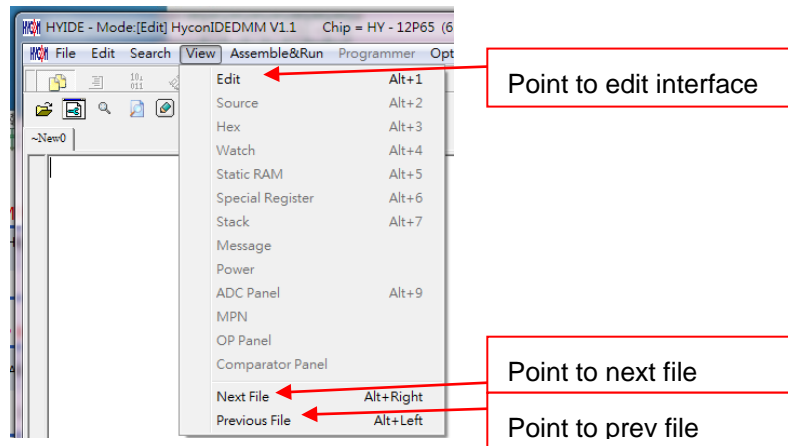 HYIDE - Mode:[Edit] HyconIDEDMM V1.1 Chip = HY - 12P65 (6
File Edit Search View Assemble&Run Programmer Opt
~New0
Edit Alt+1
Source Alt+2
Hex Alt+3
Watch Alt+4
Static RAM Alt+5
Special Register Alt+6
Stack Alt+7
Message
Power
ADC Panel Alt+9
MPN
OP Panel
Comparator Panel
Next File Alt+Right
Previous File Alt+Left
Point to edit interface
Point to next file
Point to prev file